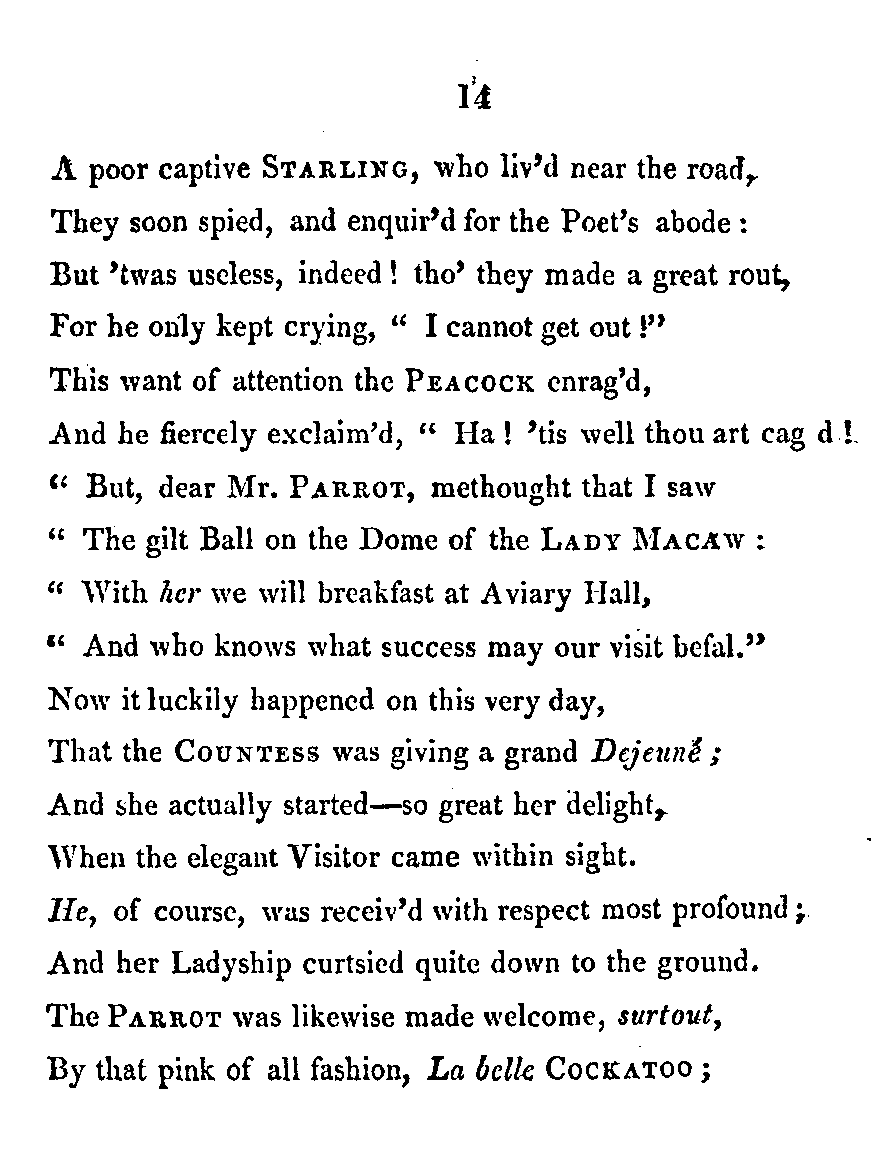 14
A poor captive STARLING, who liv'd near the road,
They soon spied, and enquir'd for the Poet's abode :
But 'twas useless, indeed ! tho' they made a great rout,
For he only kept crying, “ I cannot get out !”
This want of attention the PEACOCK enrag'd,
And he fiercely exclaim'd, “ Ha ! 'tis well thou art cag d !
“ But, dear Mr. PARROT, methought that I saw
“ The gilt Ball on the Dome of the LADY MACAW :
“ With her we will breakfast at Aviary Hall,
“ And who knows what success may our visit befal.”
Now it luckily happened on this very day,
That the COUNTESS was giving a grand Dejeunê ;
And she actually started—so great her delight,
When the elegant Visitor came within sight.
He, of course, was receiv'd with respect most profound ;
And her Ladyship curtsied quite down to the ground.
The PARROT was likewise made welcome, surtout,
By that pink of all fashion, La belle COCKATOO ;